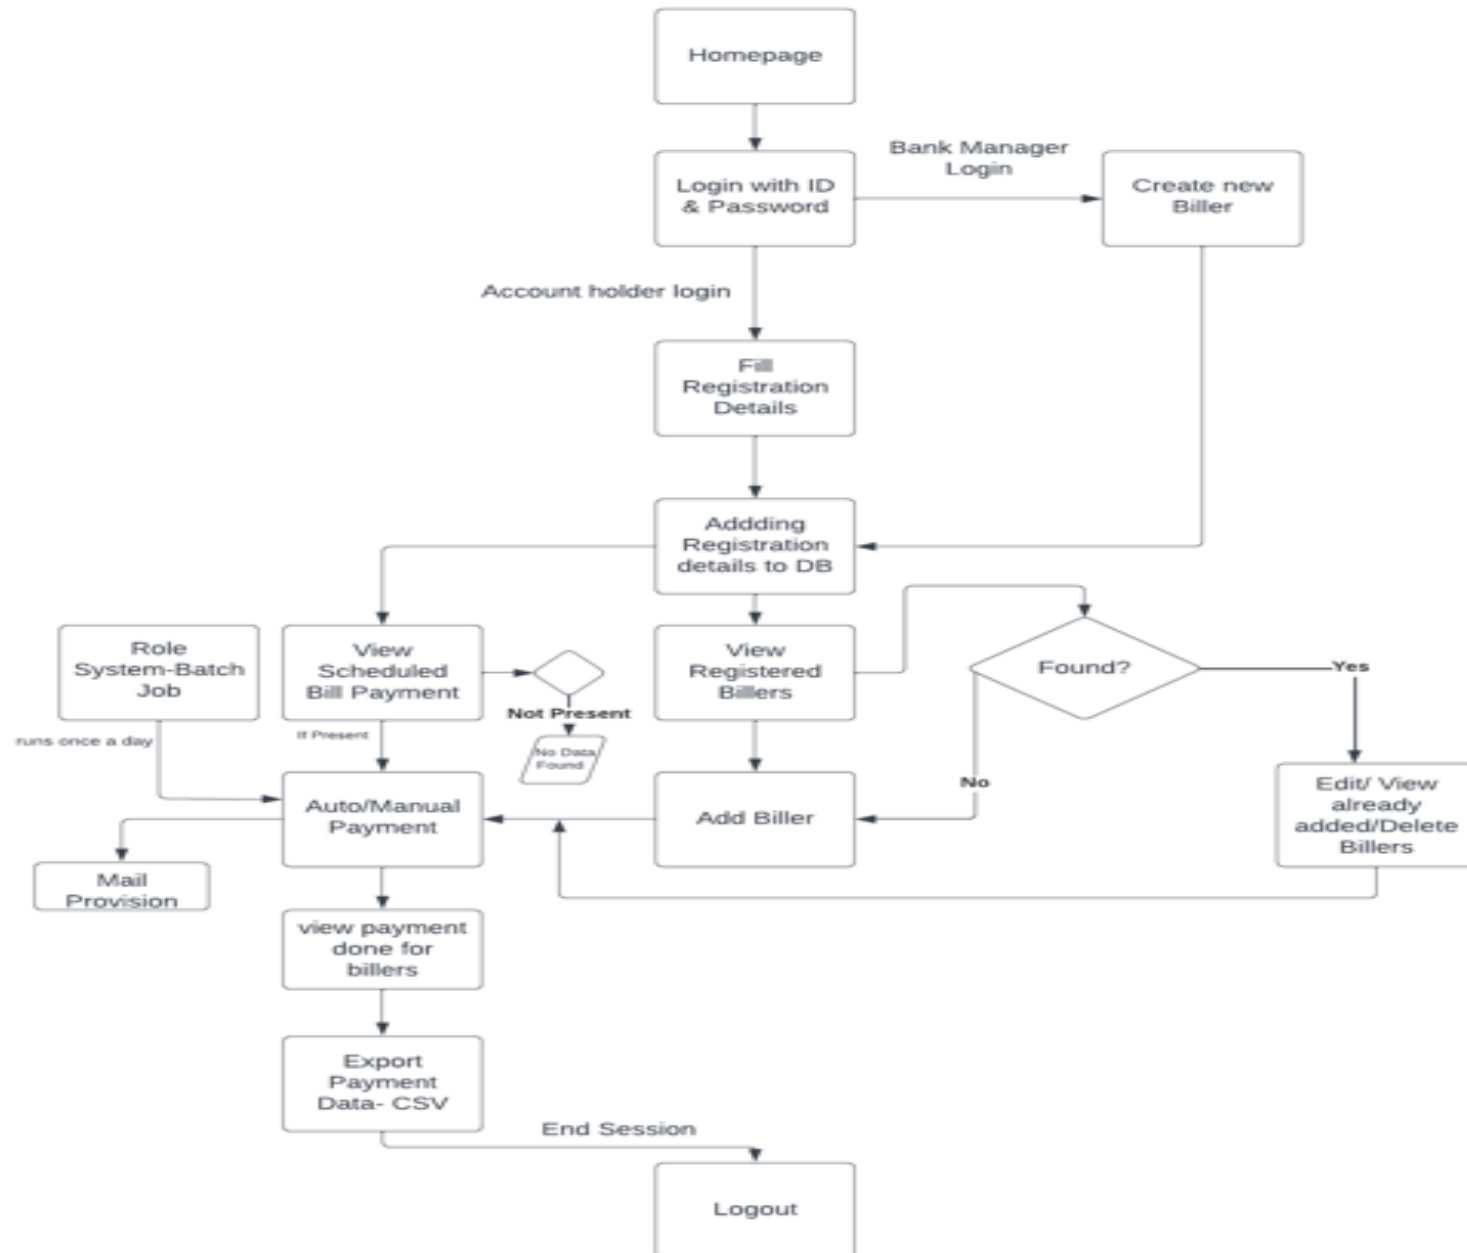 Homepage
Bank Manager
Login
Login with ID
& Password
Create new
Biller
Account holder login
Fill
Registration
Details
Addding
Registration
details to DB
Role
System-Batch
Job
View
Scheduled
Bill Payment
View
Registered
Billers
Found?
Yes
Not Present
runs once a day
If Present
No Data
Found
No
Auto/Manual
Payment
Add Biller
Edit/ View
already
added/Delete
Billers
Mail
Provision
view payment
done for
billers
Export
Payment
Data- CSV
End Session
Logout